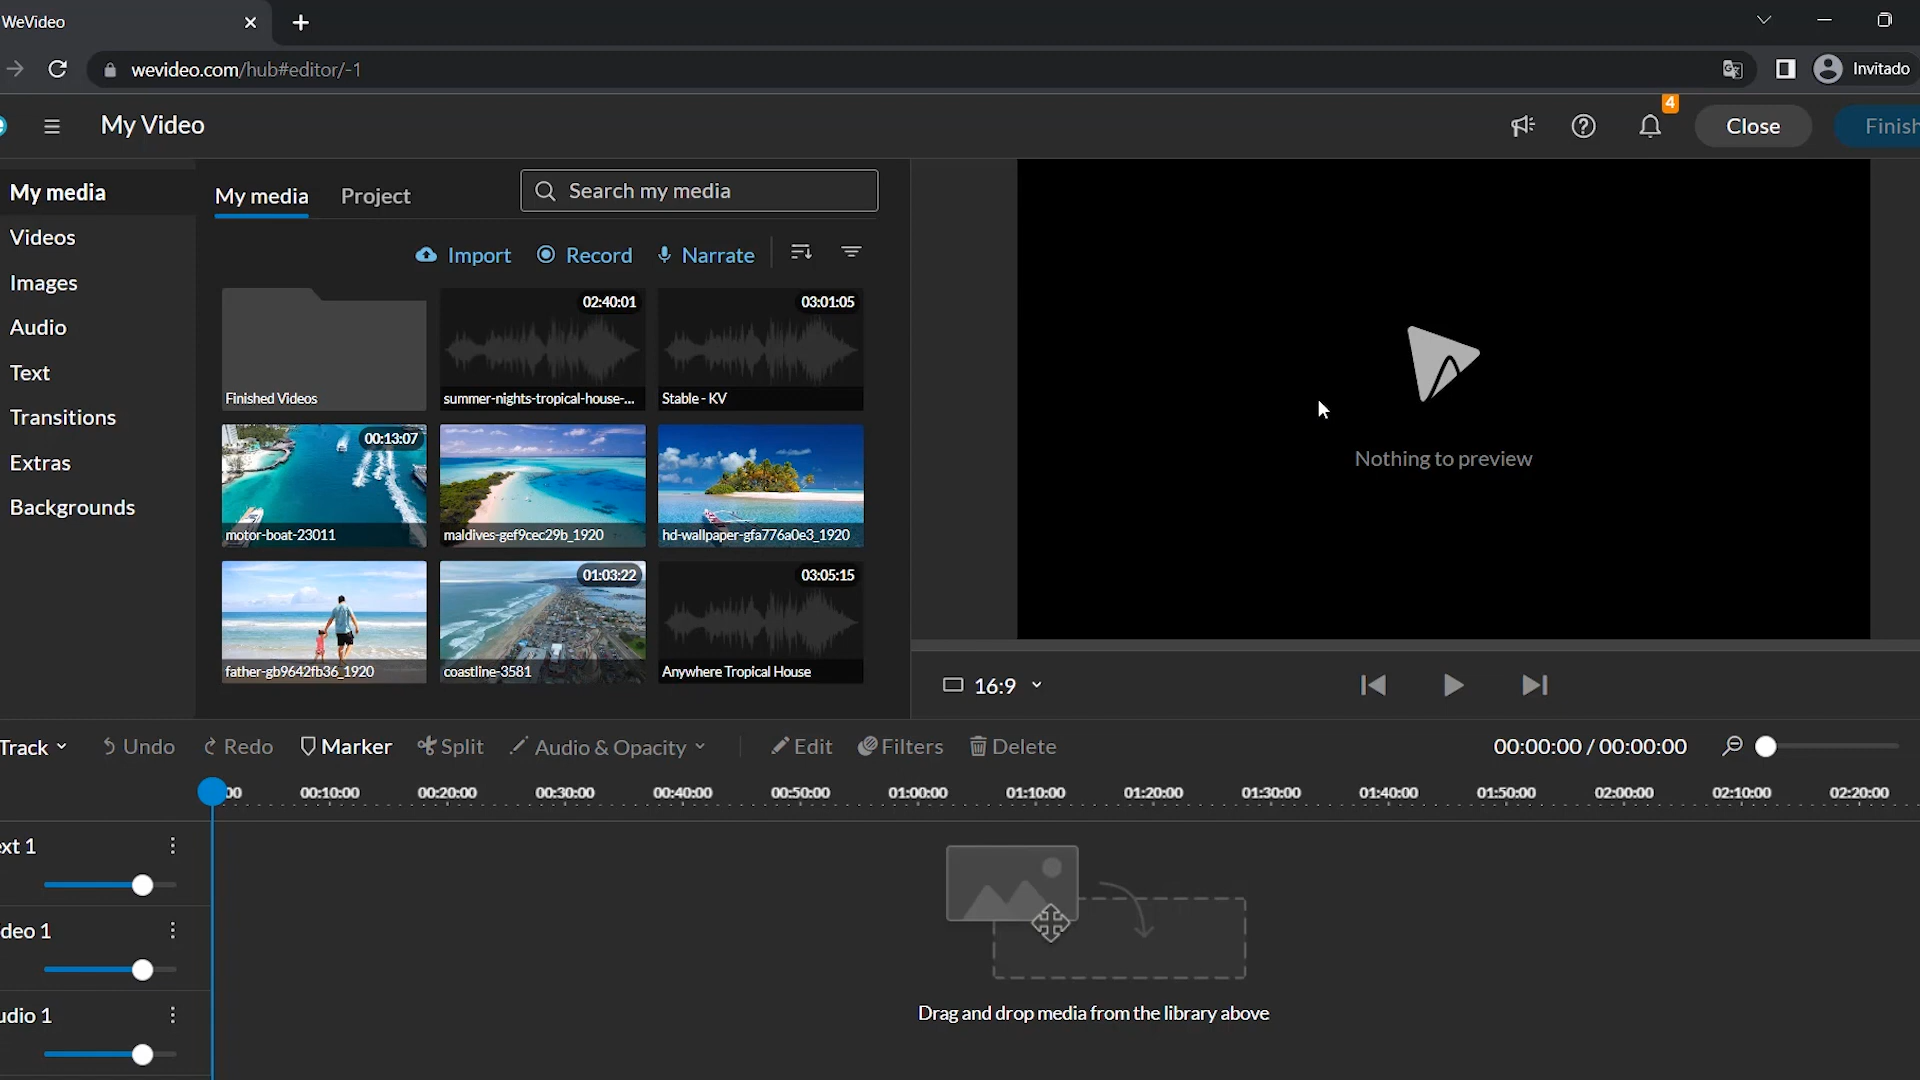 WeVideo
wevideo.com/hub#editor/-1
Invitado
My Video
4
Close
Finish
My media
Videos
Images
Audio
Text
Transitions
Extras
Backgrounds
My media
Project
Search my media
Import
Record
Narrate
Finished Videos
02:40:01
summer-nights-tropical-house-...
03:01:05
Stable - KV
00:13:07
motor-boat-23011
maldives-gef9cec29b_1920
hd-wallpaper-gfa776a0e3_1920
father-gb9642fb36_1920
01:03:22
coastline-3581
03:05:15
Anywhere Tropical House
Nothing to preview
16:9
Track
Undo
Redo
Marker
Split
Audio & Opacity
Edit
Filters
Delete
00:00:00 / 00:00:00
00 00:10:00 00:20:00 00:30:00 00:40:00 00:50:00 01:00:00 01:10:00 01:20:00 01:30:00 01:40:00 01:50:00 02:00:00 02:10:00 02:20:00
ext 1
deo 1
udio 1
Drag and drop media from the library above